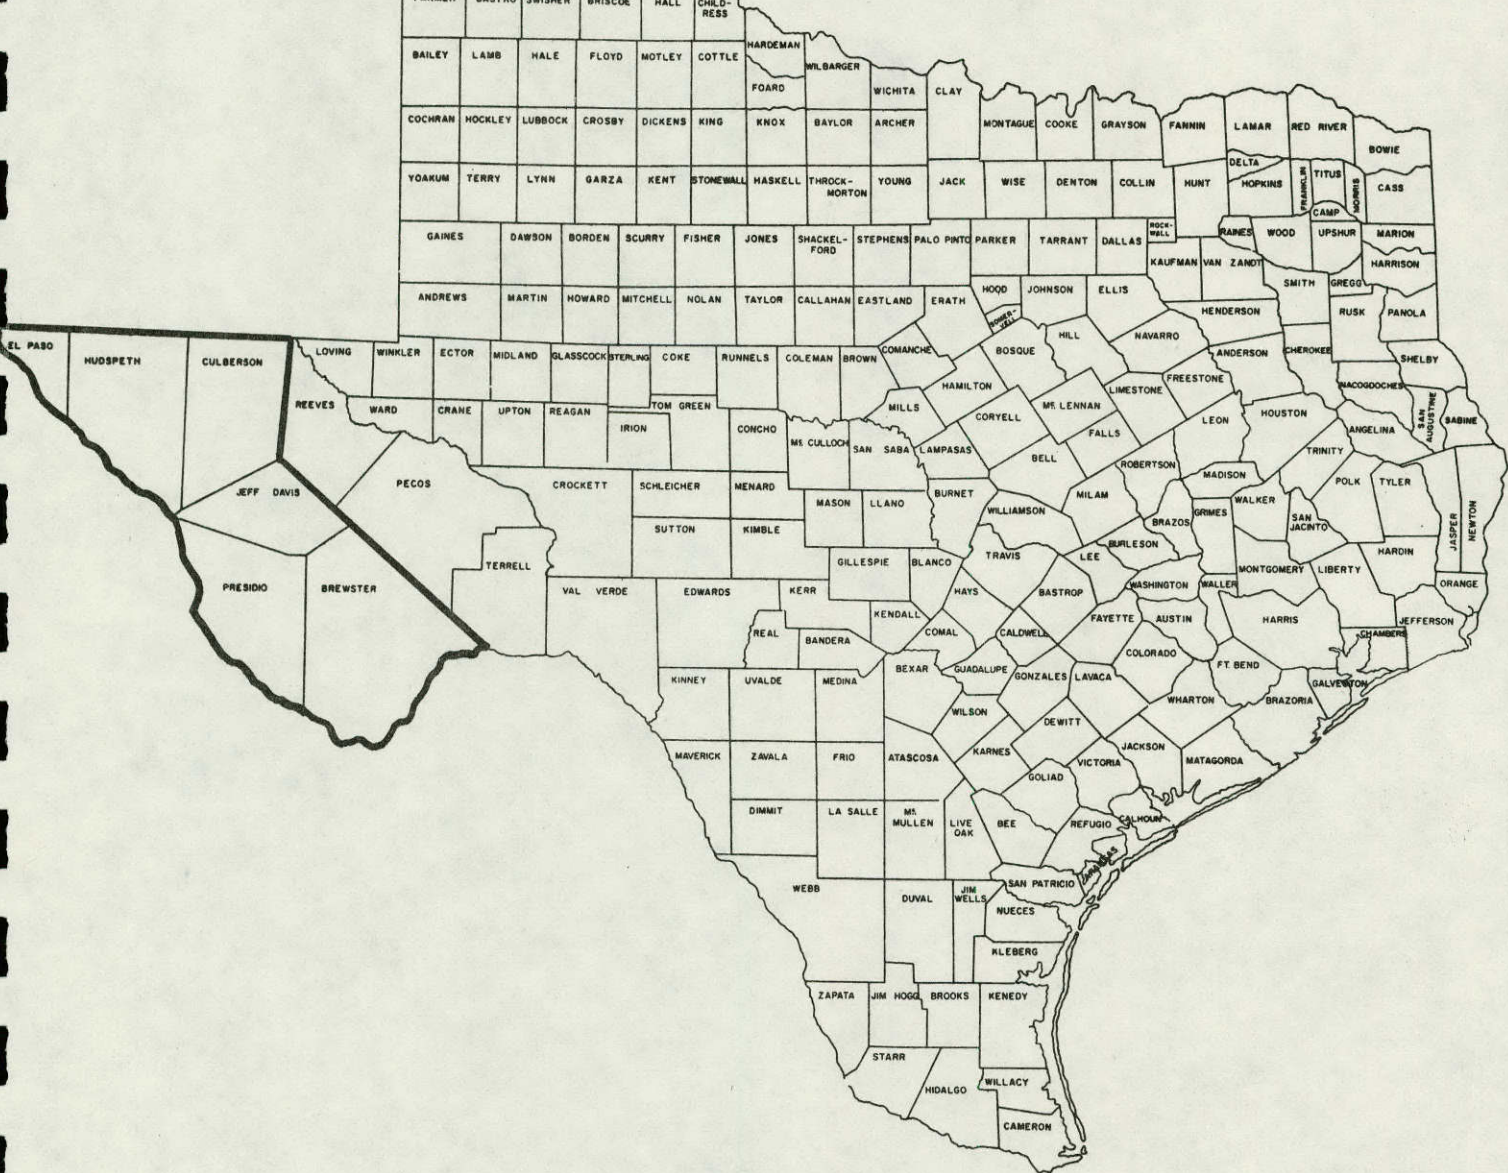 CASTRO SWISHER BRISCOE HALL CHILD-
RESS
HARDEMAN
BAILEY LAMB HALE FLOYD MOTLEY COTTLE
WILBARGER
FOARD
WICHITA CLAY
COCHRAN HOCKLEY LUBBOCK CROSBY DICKENS KING KNOX BAYLOR ARCHER
MONTAGUE COOKE GRAYSON FANNIN LAMAR RED RIVER
BOWIE
DELTA
YOAKUM TERRY LYNN GARZA KENT STONEWALL HASKELL THROCK-
MORTON
YOUNG JACK WISE DENTON COLLIN HUNT HOPKINS FRANKLIN TITUS MORRIS CASS
CAMP
GAINES DAWSON BORDEN SCURRY FISHER JONES SHACKEL-
FORD
STEPHENS PALO PINTO PARKER TARRANT DALLAS ROCK-
WALL
RAINES WOOD UPSHUR MARION
KAUFMAN VAN ZANDT HARRISON
ANDREWS MARTIN HOWARD MITCHELL NOLAN TAYLOR CALLAHAN EASTLAND ERATH HOOD JOHNSON ELLIS SMITH GREGG
SOMER-
VELL
HENDERSON RUSK PANOLA
EL PASO HUDSPETH CULBERSON
LOVING WINKLER ECTOR MIDLAND GLASSCOCK STERLING COKE RUNNELS COLEMAN BROWN COMANCHE BOSQUE HILL NAVARRO ANDERSON CHEROKEE SHELBY
REEVES WARD CRANE UPTON REAGAN TOM GREEN HAMILTON LIMESTONE FREESTONE NACOGDOCHES
IRION CONCHO MILLS CORYELL Mc LENNAN LEON HOUSTON SAN
AUGUSTINE
SABINE
Mc CULLOCH SAN SABA LAMPASAS FALLS ANGELINA
BELL ROBERTSON TRINITY
JEFF DAVIS PECOS CROCKETT SCHLEICHER MENARD BURNET MILAM MADISON POLK TYLER
MASON LLANO WILLIAMSON GRIMES WALKER
SUTTON KIMBLE BRAZOS SAN
JACINTO
JASPER NEWTON
TERRELL GILLESPIE BLANCO TRAVIS LEE BURLESON HARDIN
MONTGOMERY LIBERTY
PRESIDIO BREWSTER VAL VERDE EDWARDS KERR HAYS BASTROP WASHINGTON WALLER ORANGE
KENDALL FAYETTE AUSTIN HARRIS JEFFERSON
REAL BANDERA COMAL CALDWELL CHAMBERS
COLORADO
KINNEY UVALDE MEDINA BEXAR GUADALUPE GONZALES LAVACA FT. BEND GALVESTON
WILSON WHARTON BRAZORIA
DEWITT
MAVERICK ZAVALA FRIO ATASCOSA KARNES JACKSON
VICTORIA MATAGORDA
GOLIAD
DIMMIT LA SALLE Mc
MULLEN
LIVE
OAK
BEE REFUGIO CALHOUN
ARANSAS
WEBB DUVAL JIM
WELLS
SAN PATRICIO
NUECES
KLEBERG
ZAPATA JIM HOGG BROOKS KENEDY
STARR
HIDALGO WILLACY
CAMERON